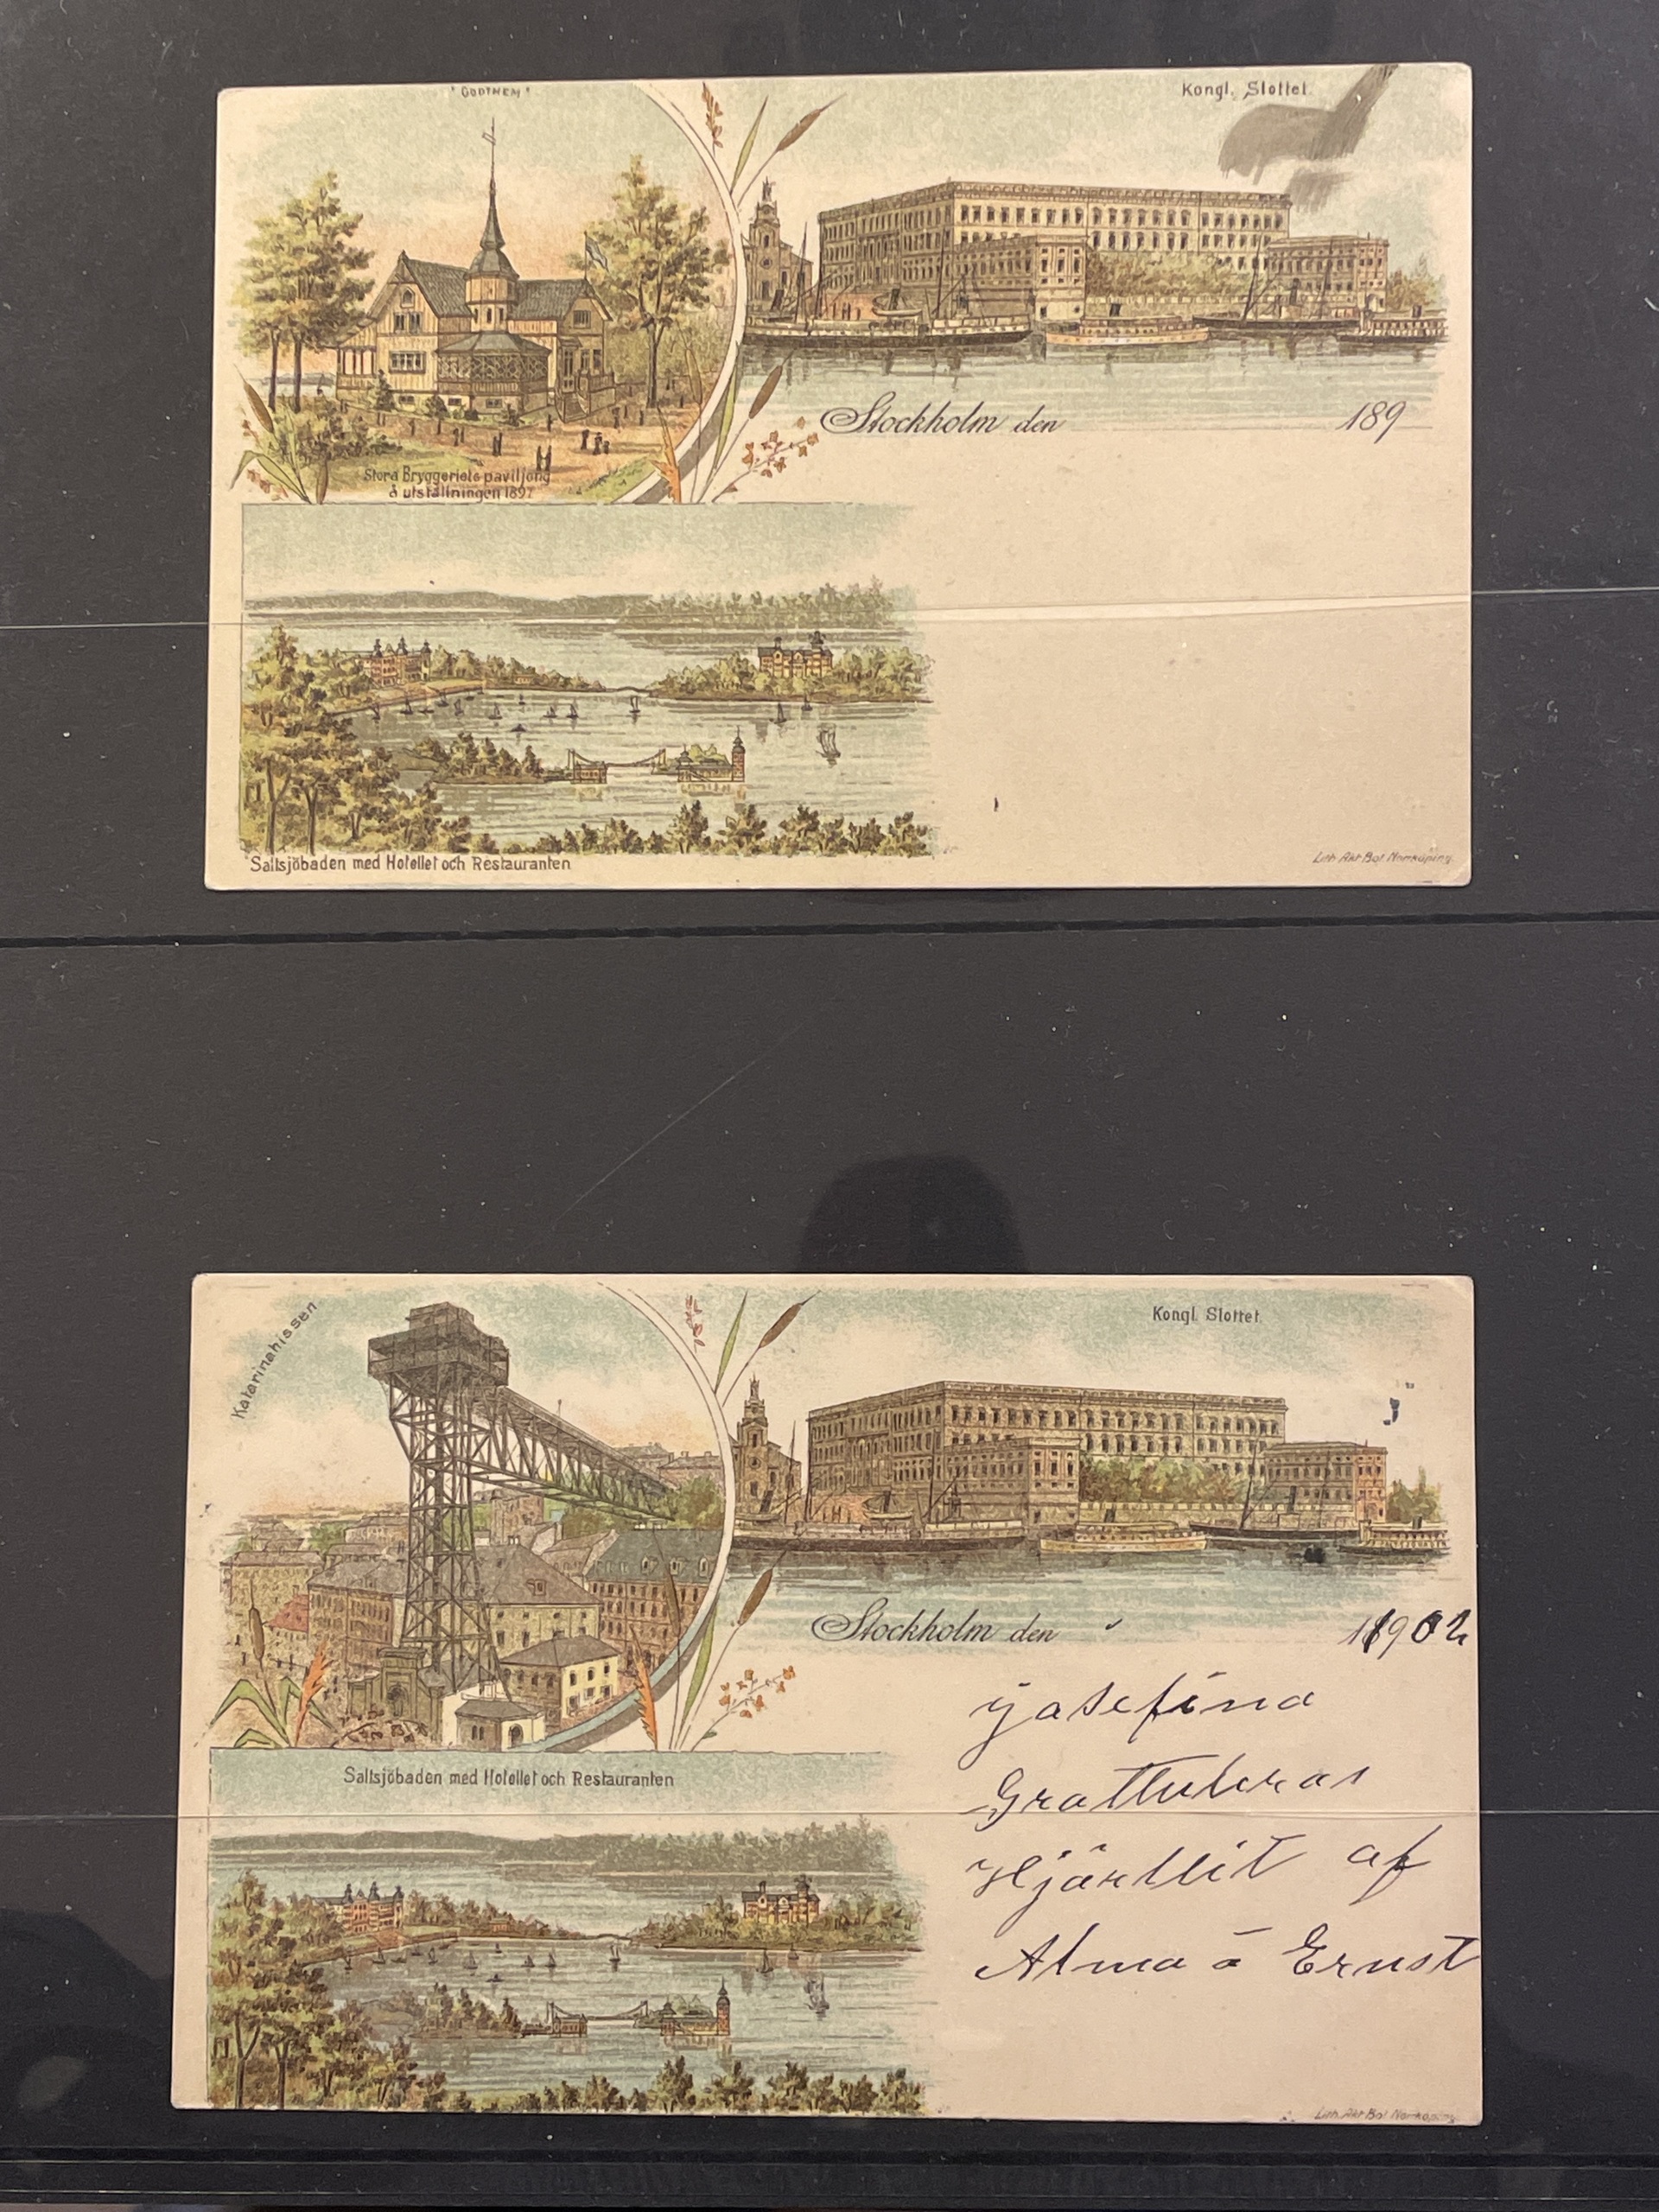 "GODTHEM"
Kongl. Slottet.
Stockholm den 189
Stora Bryggeriets paviljong
å utställningen 1897
Saltsjöbaden med Hotellet och Restauranten
Lith. Akt Bol. Norrköping.
Katarinahissen
Kongl. Slottet.
Stockholm den 1902
Saltsjöbaden med Hotellet och Restauranten
Josefina
Grattuleras
Hjärtlit af
Alma å Ernst
Lith. Akt Bol Norrköping.